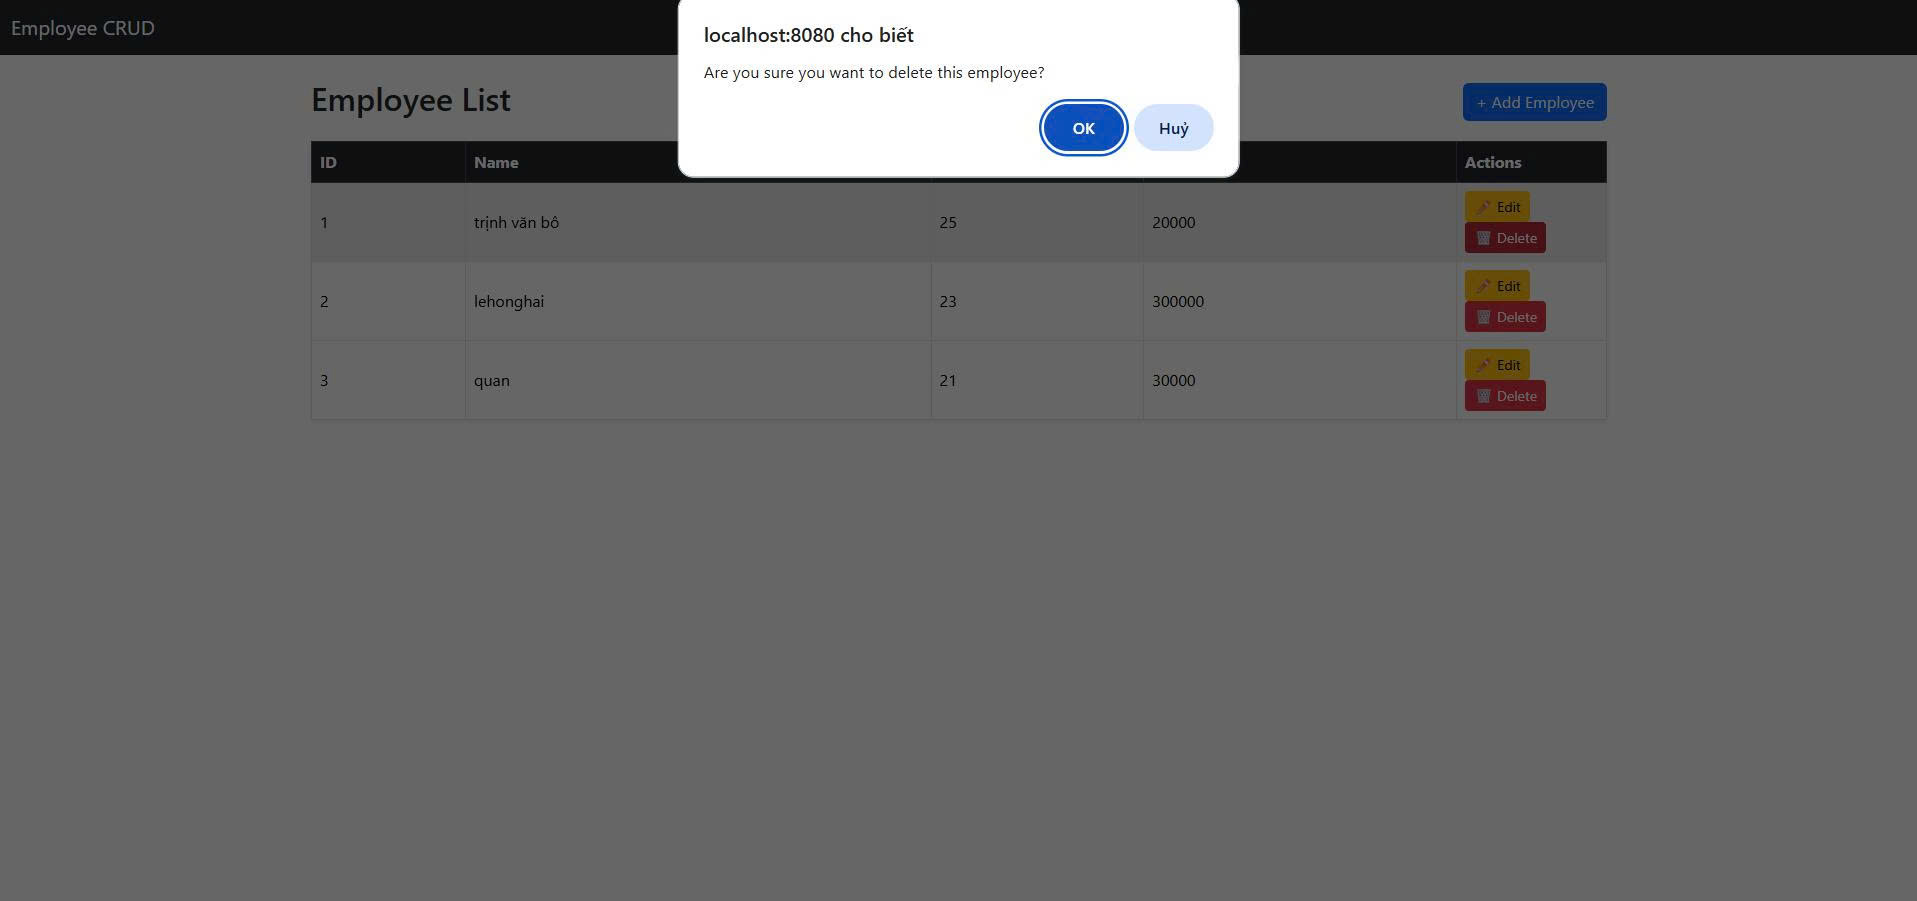 Employee CRUD
localhost:8080 cho biết
Are you sure you want to delete this employee?
OK Huỷ
Employee List
+ Add Employee
ID Name Actions
1 trịnh văn bô 25 20000 Edit
Delete
2 lehonghai 23 300000 Edit
Delete
3 quan 21 30000 Edit
Delete